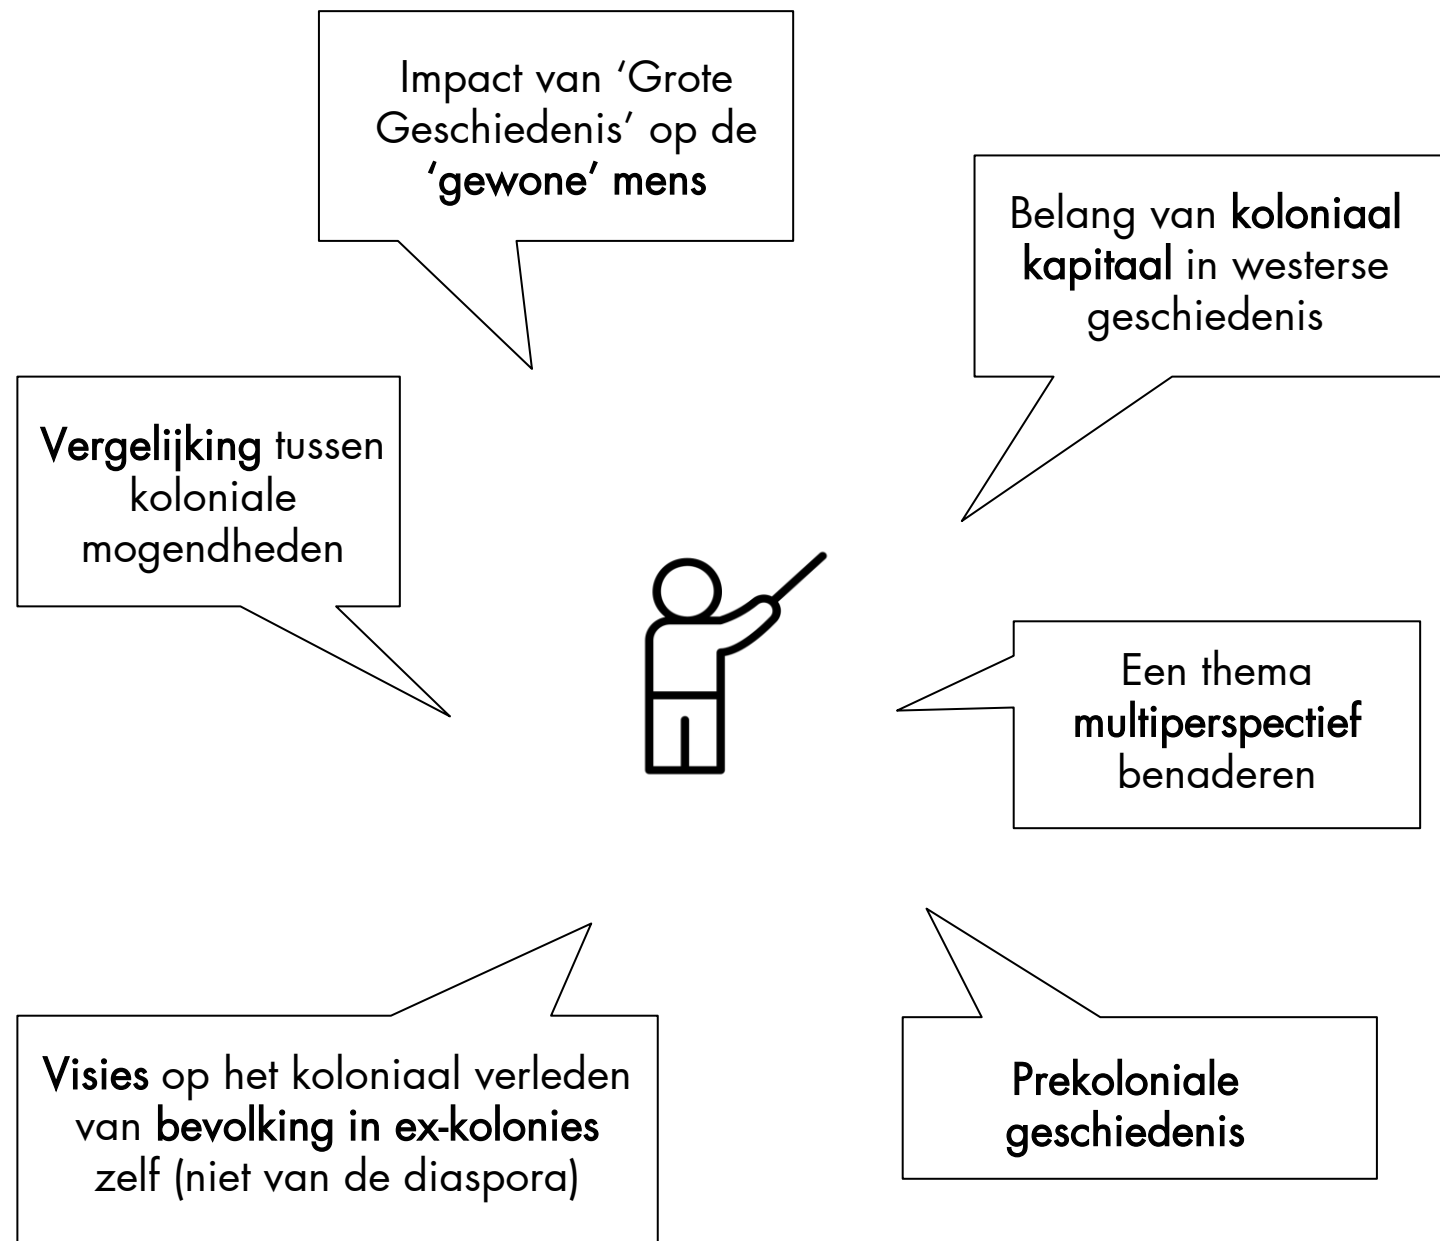 Impact van ‘Grote
Geschiedenis’ op de
‘gewone’ mens
Belang van koloniaal
kapitaal in westerse
geschiedenis
Vergelijking tussen
koloniale
mogendheden
Een thema
multiperspectief
benaderen
Visies op het koloniaal verleden
van bevolking in ex-kolonies
zelf (niet van de diaspora)
Prekoloniale
geschiedenis